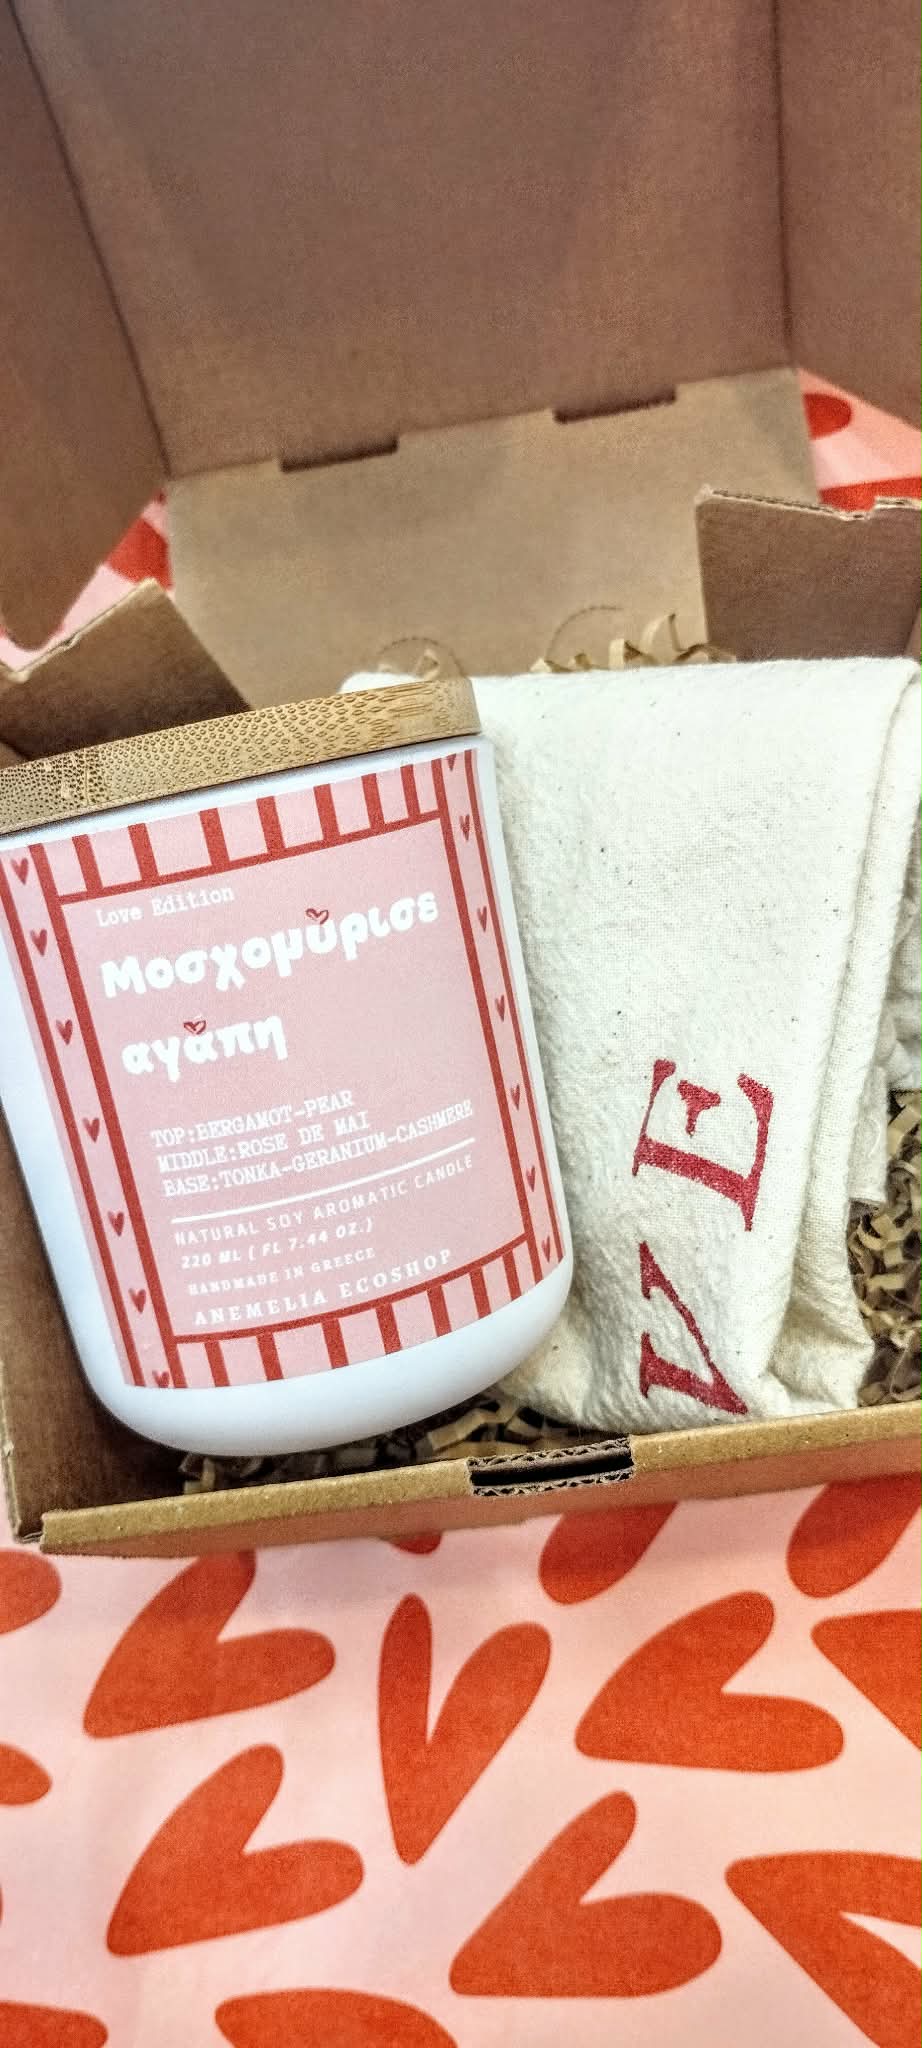 Love Edition
Μοσχομύρισε
αγάπη
TOP:BERGAMOT-PEAR
MIDDLE:ROSE DE MAI
BASE:TONKA-GERANIUM-CASHMERE
NATURAL SOY AROMATIC CANDLE
220 ML ( FL 7.44 OZ.)
HANDMADE IN GREECE
ANEMELIA ECOSHOP
VE